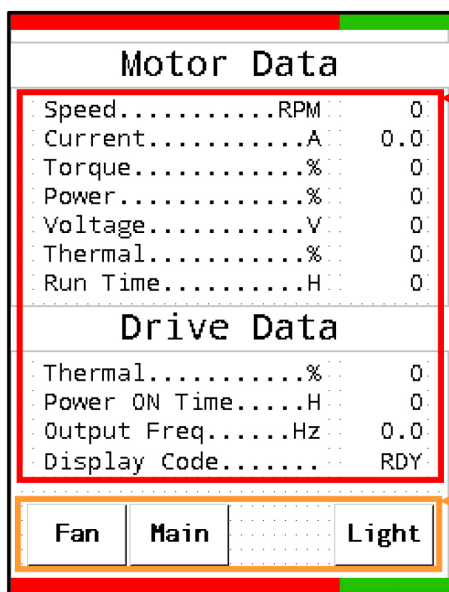 Motor Data
Speed...........RPM 0
Current...........A 0.0
Torque............% 0
Power.............% 0
Voltage...........V 0
Thermal...........% 0
Run Time..........H 0
Drive Data
Thermal...........% 0
Power ON Time.....H 0
Output Freq......Hz 0.0
Display Code....... RDY
Fan Main Light